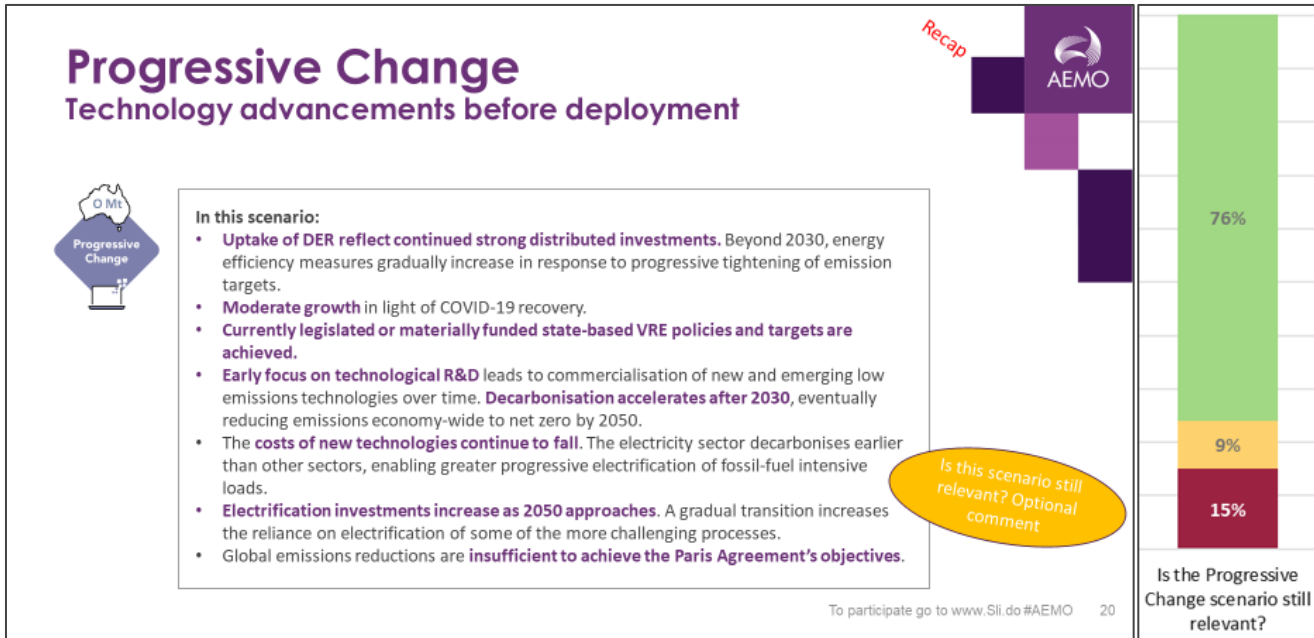 Progressive Change
Technology advancements before deployment
Recap
AEMO
0 Mt
Progressive
Change
In this scenario:
• Uptake of DER reflect continued strong distributed investments. Beyond 2030, energy
efficiency measures gradually increase in response to progressive tightening of emission
targets.
• Moderate growth in light of COVID-19 recovery.
• Currently legislated or materially funded state-based VRE policies and targets are
achieved.
• Early focus on technological R&D leads to commercialisation of new and emerging low
emissions technologies over time. Decarbonisation accelerates after 2030, eventually
reducing emissions economy-wide to net zero by 2050.
• The costs of new technologies continue to fall. The electricity sector decarbonises earlier
than other sectors, enabling greater progressive electrification of fossil-fuel intensive
loads.
• Electrification investments increase as 2050 approaches. A gradual transition increases
the reliance on electrification of some of the more challenging processes.
• Global emissions reductions are insufficient to achieve the Paris Agreement's objectives.
Is this scenario still
relevant? Optional
comment
To participate go to www.Sli.do #AEMO 20
76%
9%
15%
Is the Progressive
Change scenario still
relevant?